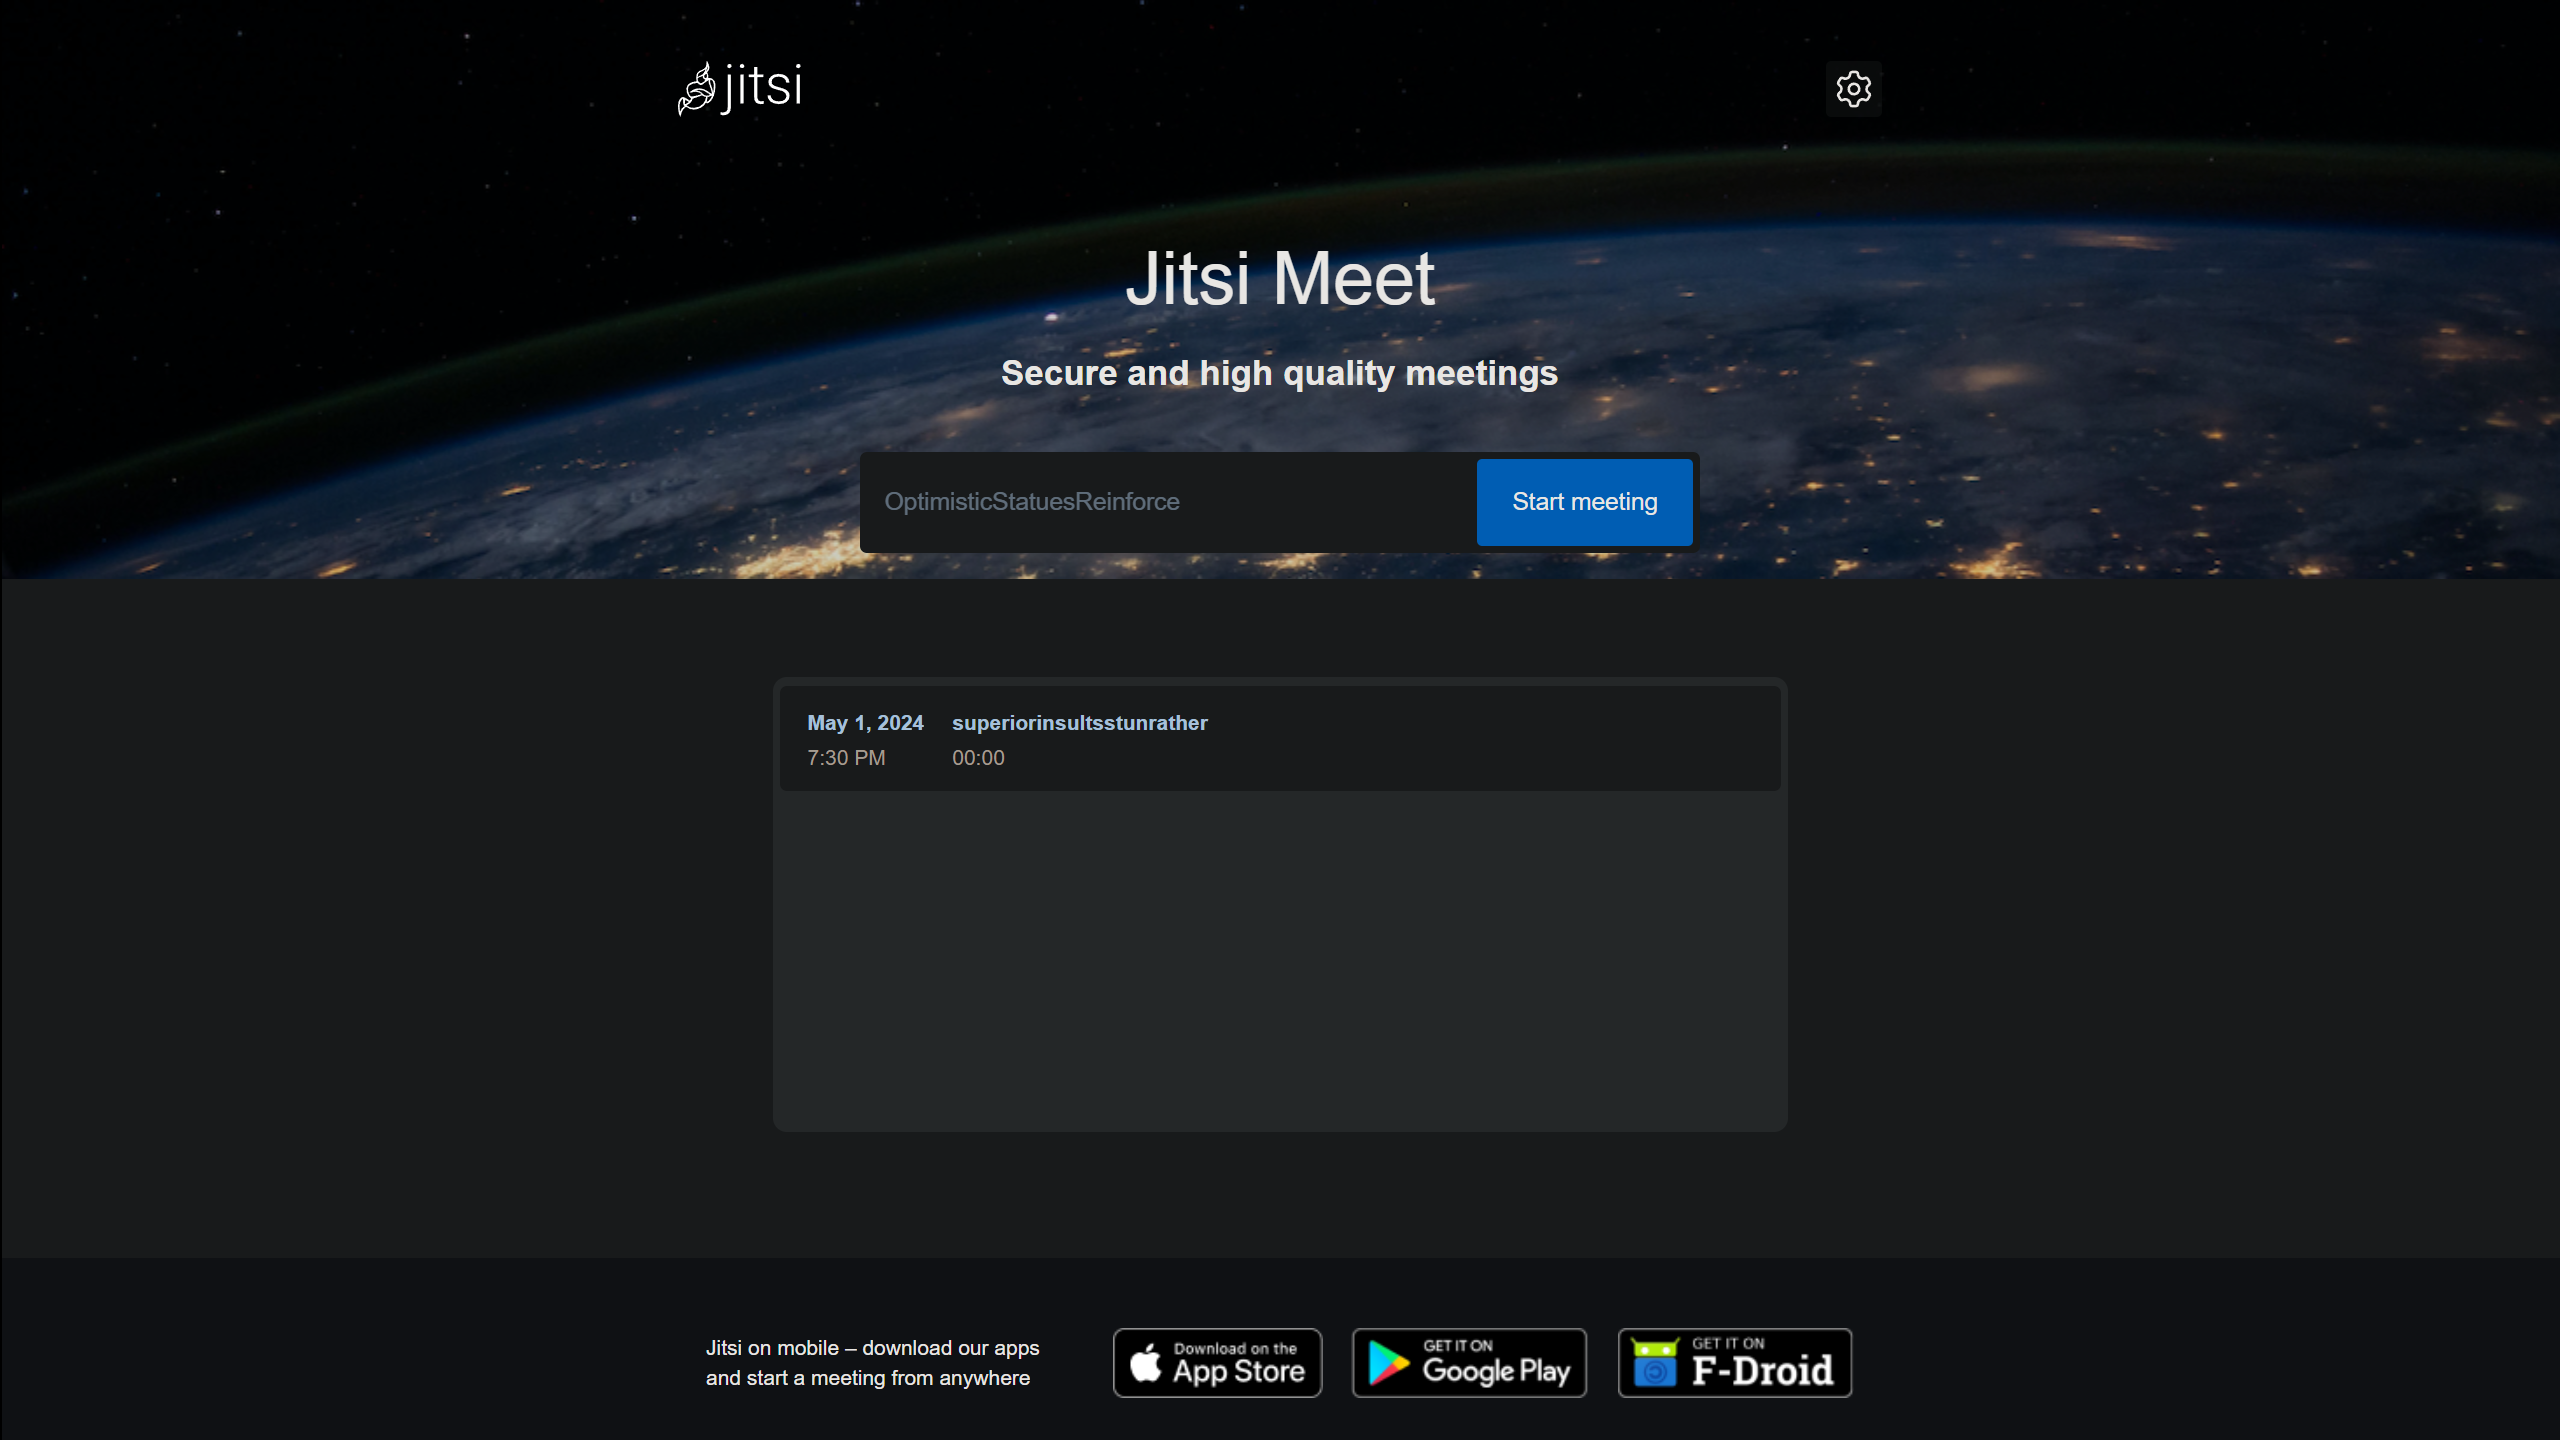 jitsi
Jitsi Meet
Secure and high quality meetings
OptimisticStatuesReinforce
Start meeting
May 1, 2024 superiorinsultsstunrather
7:30 PM 00:00
Jitsi on mobile – download our apps
and start a meeting from anywhere
Download on the
App Store
GET IT ON
Google Play
GET IT ON
F-Droid